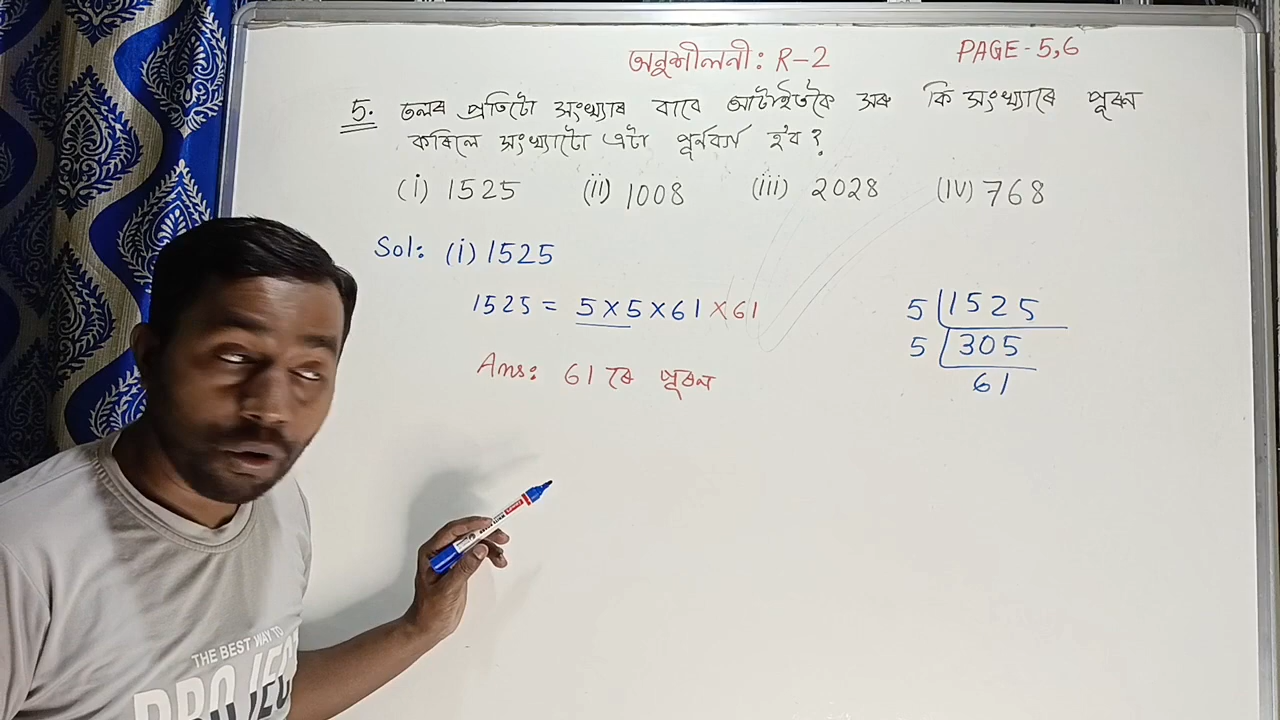 অনুশীলনী: R-2 PAGE-5,6
5. তলৰ প্ৰতিটো সংখ্যাৰ বাবে আটাইতকৈ সৰু কি সংখ্যাৰে পূৰণ
কৰিলে সংখ্যাটো এটা পূৰ্নবৰ্গ হ'ব?
(i) 1525 (ii) 1008 (iii) 2028 (iv) 768
Sol: (i) 1525
1525 = 5×5×61×61
Ans: 61 ৰে পূৰন
5 1525
5 305
61
THE BEST WAY TO